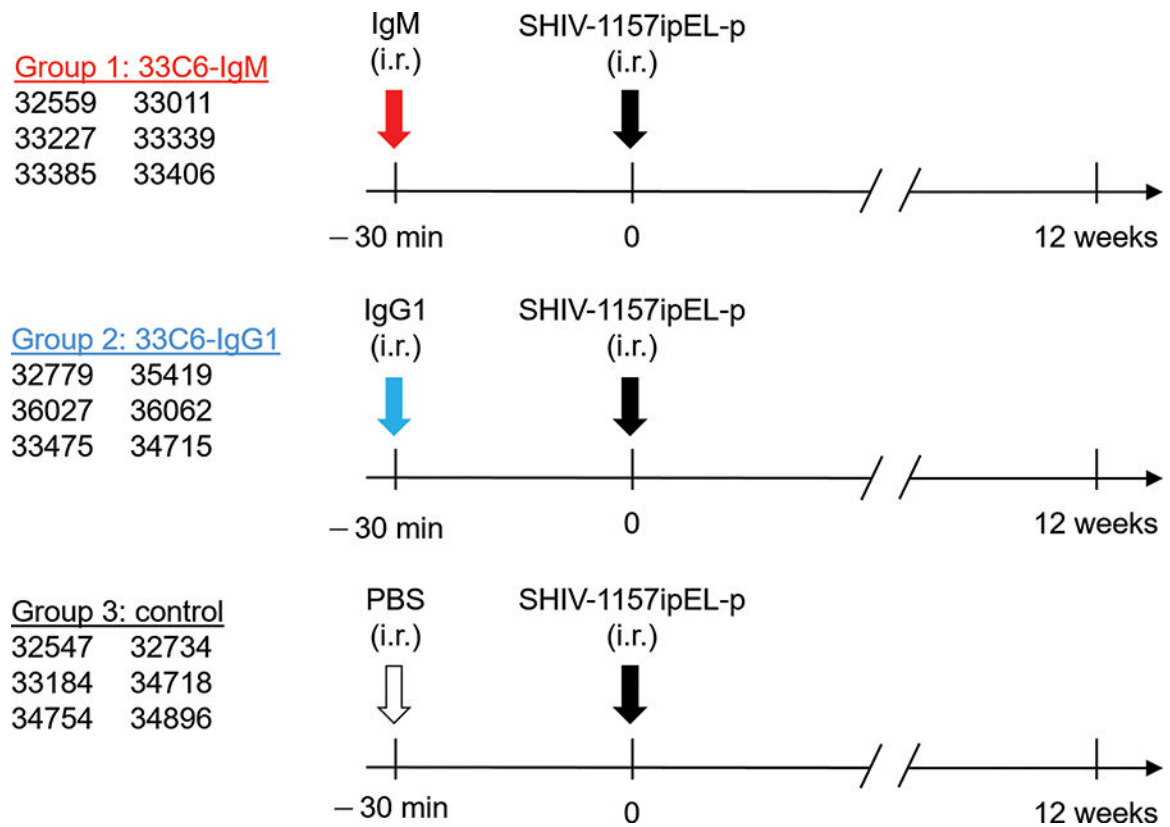 Group 1: 33C6-IgM
32559 33011
33227 33339
33385 33406
IgM
(i.r.)
SHIV-1157ipEL-p
(i.r.)
– 30 min
0
12 weeks
Group 2: 33C6-IgG1
32779 35419
36027 36062
33475 34715
IgG1
(i.r.)
SHIV-1157ipEL-p
(i.r.)
– 30 min
0
12 weeks
Group 3: control
32547 32734
33184 34718
34754 34896
PBS
(i.r.)
SHIV-1157ipEL-p
(i.r.)
– 30 min
0
12 weeks